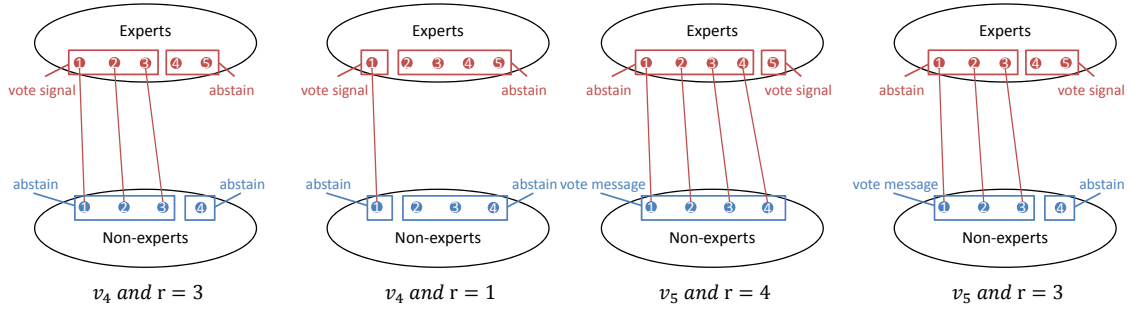 Experts
1 2 3 4 5
vote signal
abstain
abstain
abstain
1 2 3 4
Non-experts
v4 and r = 3
Experts
1 2 3 4 5
vote signal
abstain
abstain
abstain
1 2 3 4
Non-experts
v4 and r = 1
Experts
1 2 3 4 5
abstain
vote signal
vote message
1 2 3 4
Non-experts
v5 and r = 4
Experts
1 2 3 4 5
abstain
vote signal
vote message
abstain
1 2 3 4
Non-experts
v5 and r = 3